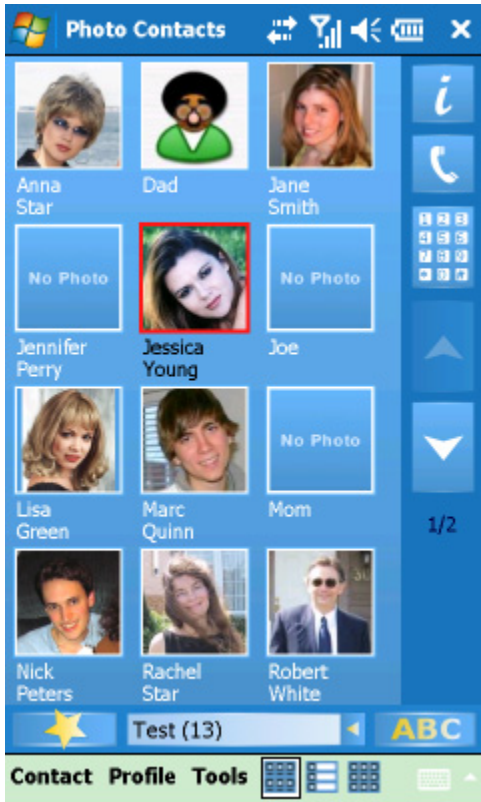 Photo Contacts
Anna
Star
Dad
Jane
Smith
No Photo
No Photo
Jennifer
Perry
Jessica
Young
Joe
No Photo
Lisa
Green
Marc
Quinn
Mom
1/2
Nick
Peters
Rachel
Star
Robert
White
Test (13)
ABC
Contact Profile Tools